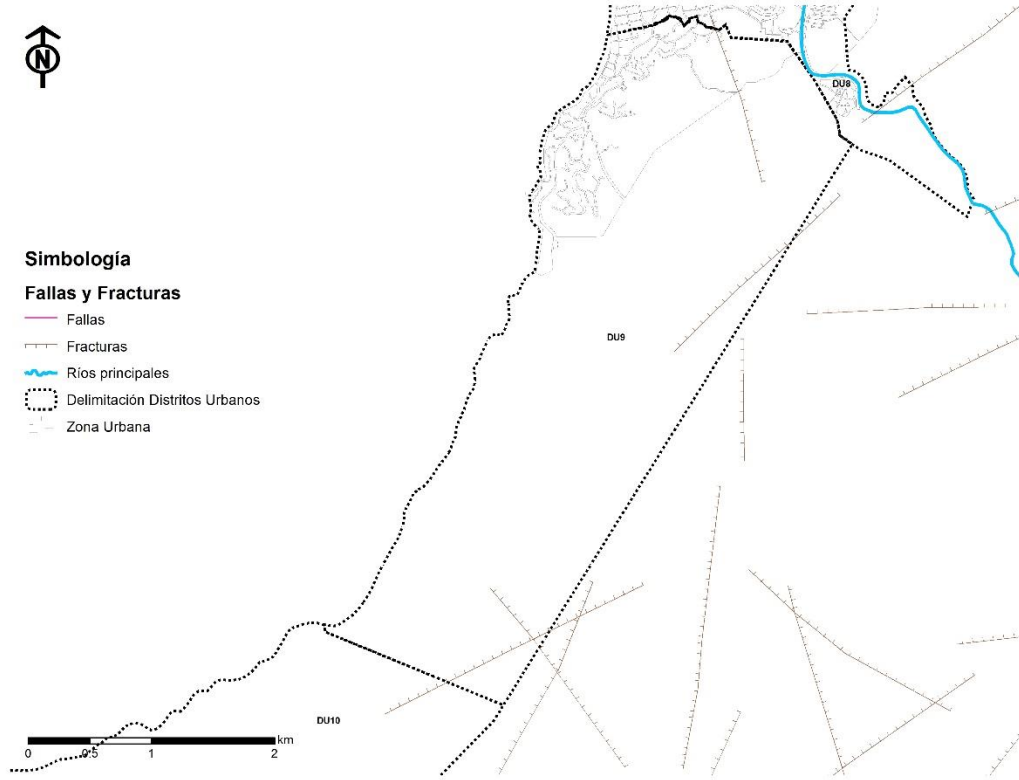 N
DU8
Simbología
Fallas y Fracturas
Fallas
Fracturas
DU9
Ríos principales
Delimitación Distritos Urbanos
Zona Urbana
DU10
km
0 0.5 1 2